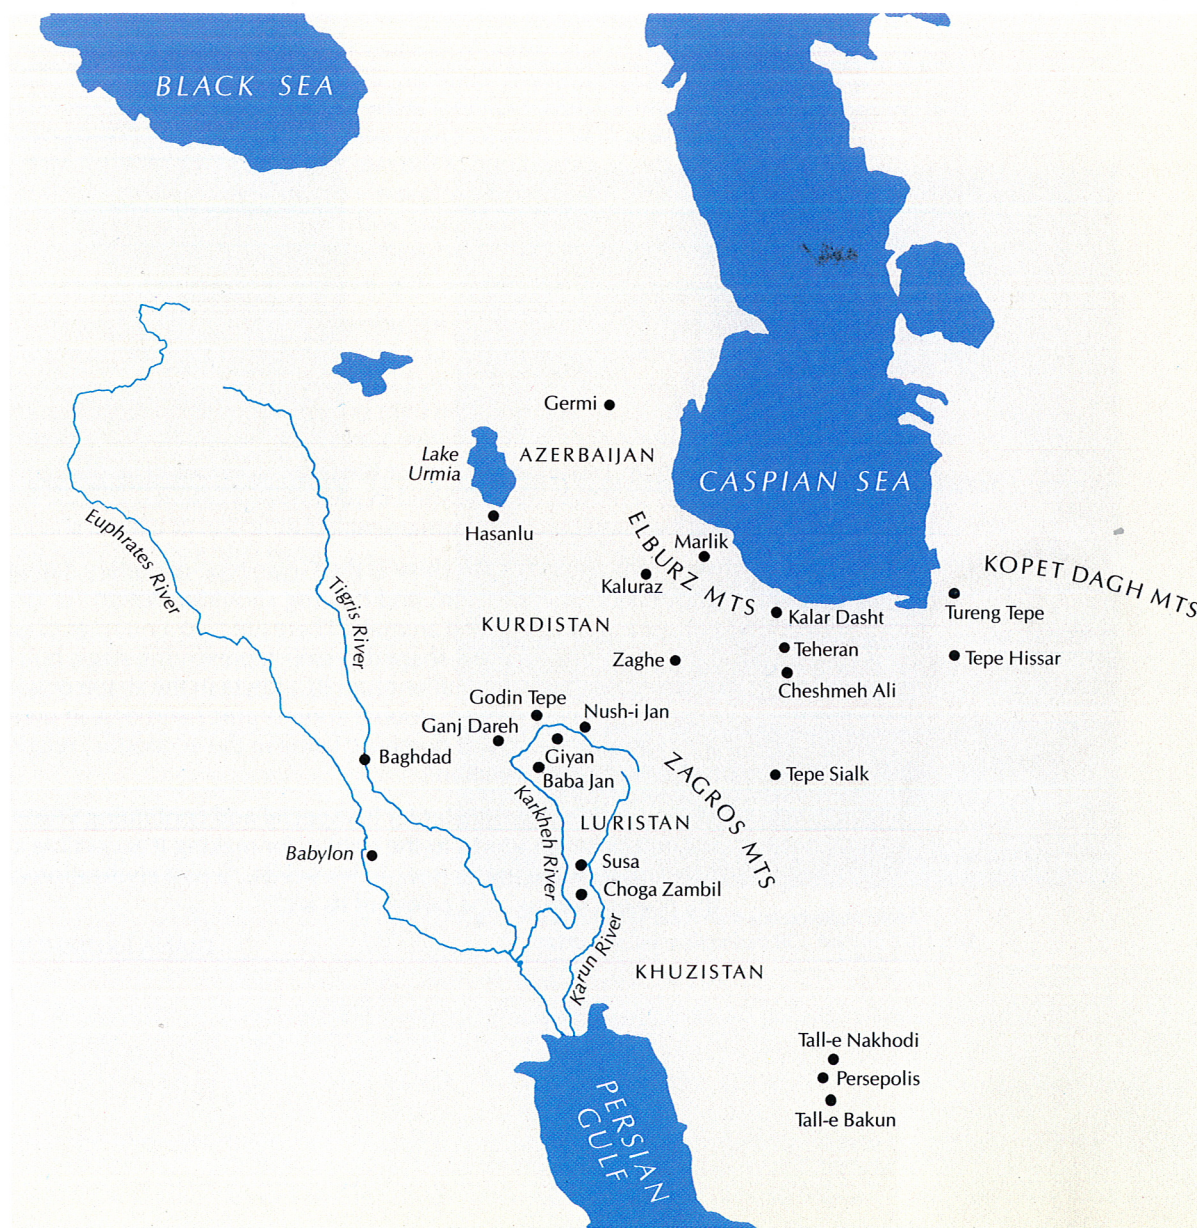 BLACK SEA
Germi
AZERBAIJAN
Lake
Urmia
CASPIAN SEA
Hasanlu
Euphrates River
Tigris River
ELBURZ MTS
Marlik
Kaluraz
KOPET DAGH MTS
Tureng Tepe
Kalar Dasht
KURDISTAN
Teheran
Zaghe
Tepe Hissar
Cheshmeh Ali
Godin Tepe
Nush-i Jan
Ganj Dareh
Giyan
Baghdad
Baba Jan
ZAGROS MTS
Tepe Sialk
Karkheh River
LURISTAN
Babylon
Susa
Choga Zambil
Karun River
KHUZISTAN
Tall-e Nakhodi
Persepolis
Tall-e Bakun
PERSIAN
GULF